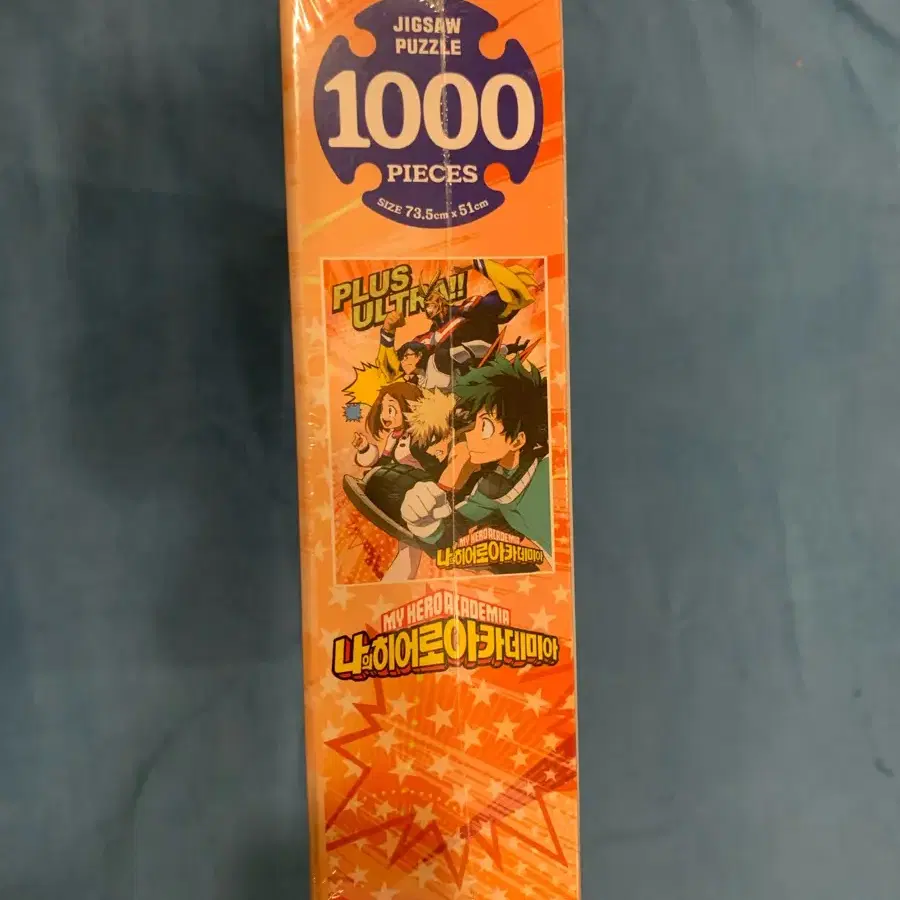 JIGSAW
PUZZLE
1000
PIECES
SIZE 73.5cm x 51cm
PLUS
ULTRA!!
MY HERO ACADEMIA
나의히어로아카데미아
MY HERO ACADEMIA
나의히어로아카데미아